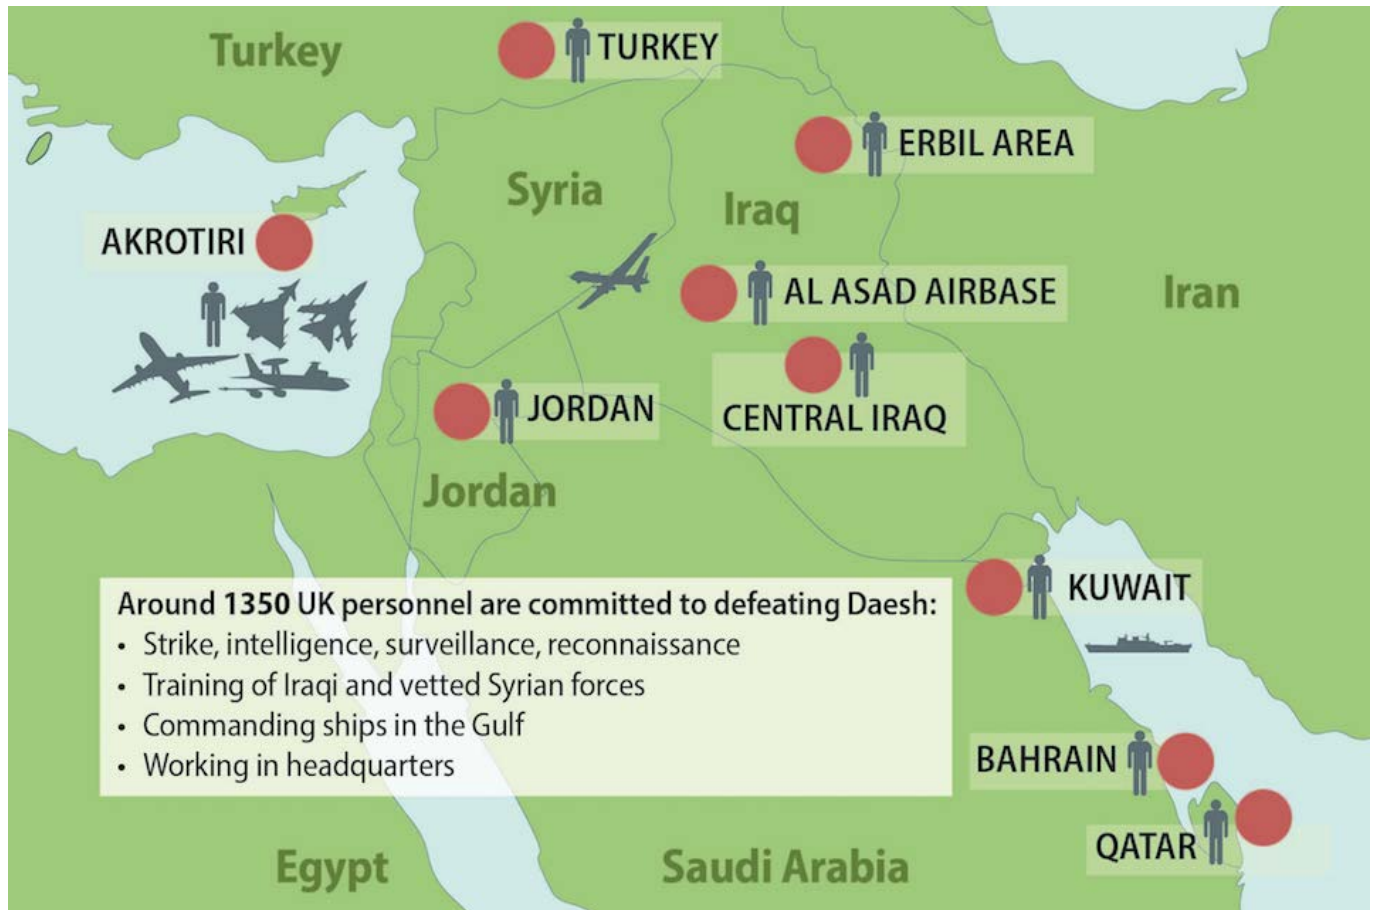 Turkey
TURKEY
ERBIL AREA
Syria
Iraq
AKROTIRI
AL ASAD AIRBASE
Iran
JORDAN
CENTRAL IRAQ
Jordan
KUWAIT
Around 1350 UK personnel are committed to defeating Daesh:
• Strike, intelligence, surveillance, reconnaissance
• Training of Iraqi and vetted Syrian forces
• Commanding ships in the Gulf
• Working in headquarters
BAHRAIN
QATAR
Egypt
Saudi Arabia